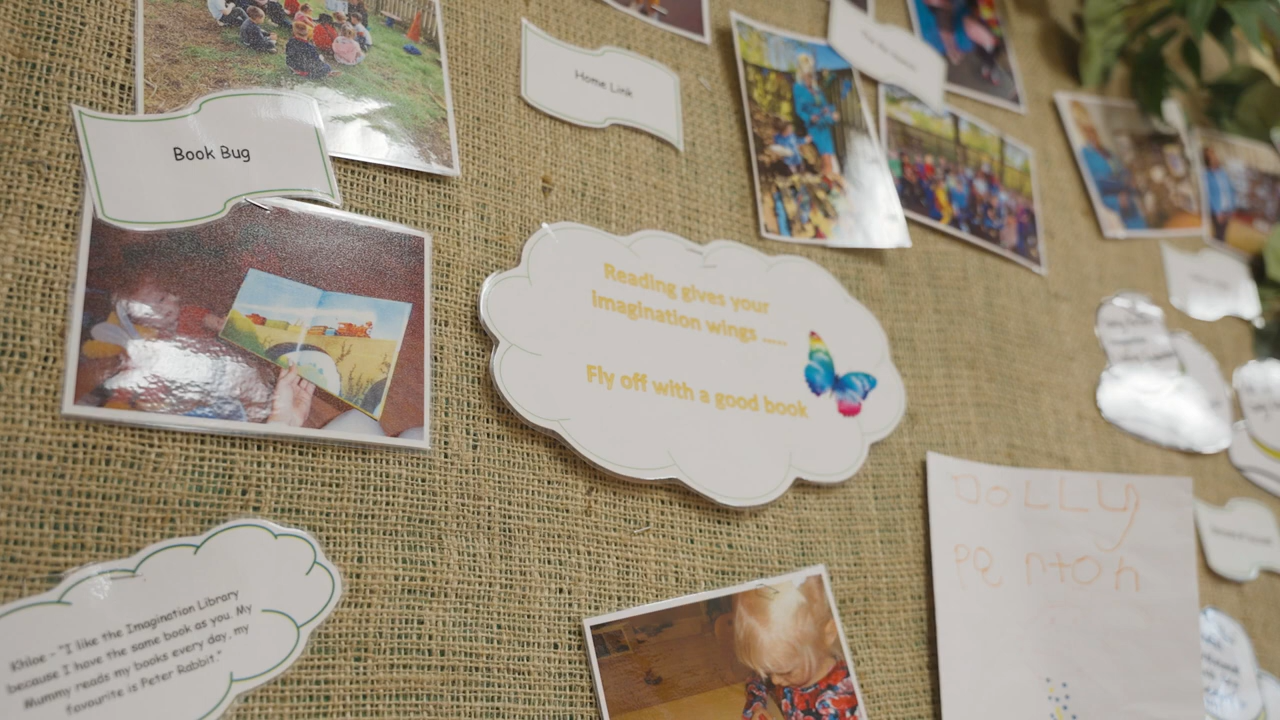 Book Bug
Home Link
Reading gives your
imagination wings ....
Fly off with a good book
Khloe - "I like the Imagination Library
because I have the same book as you. My
Mummy reads my books every day, my
favourite is Peter Rabbit."
DOLLY
PENtOn